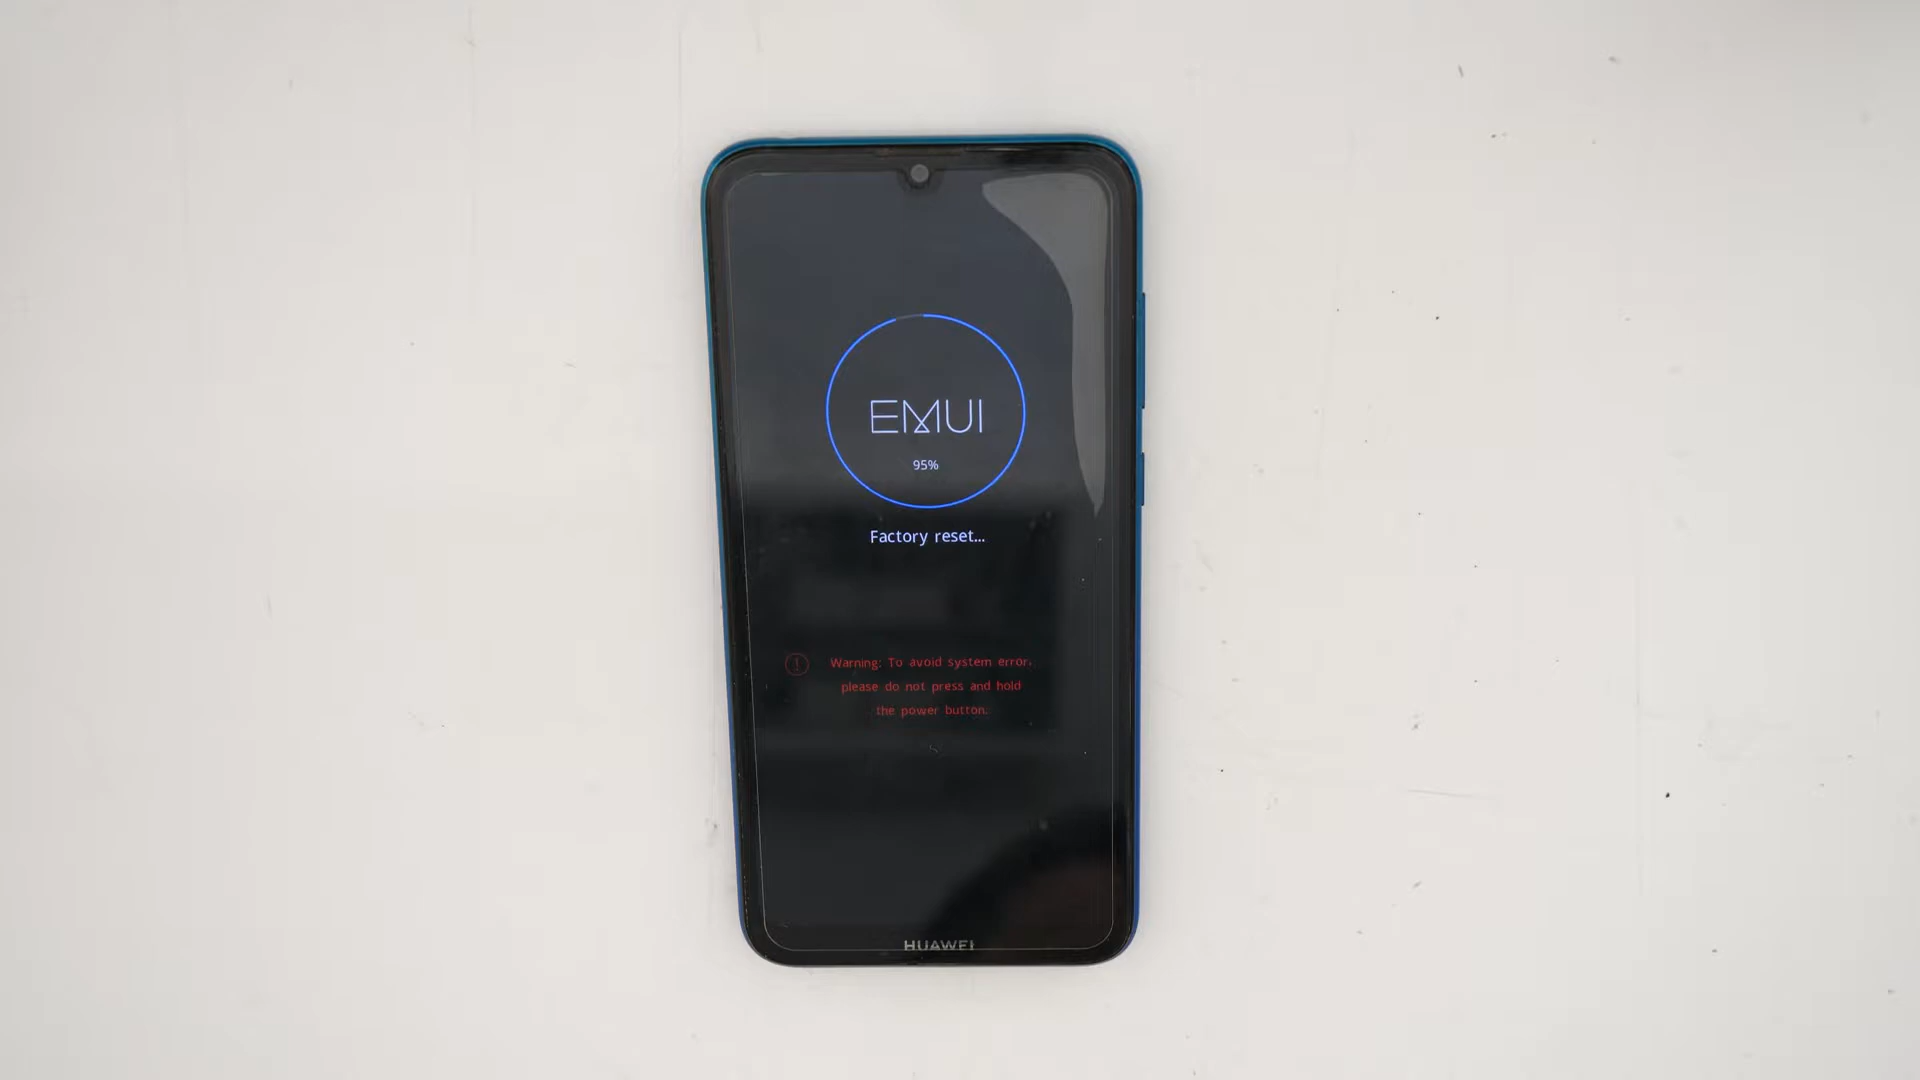 EMUI
95%
Factory reset...
Warning: To avoid system error,
please do not press and hold
the power button.
HUAWEI